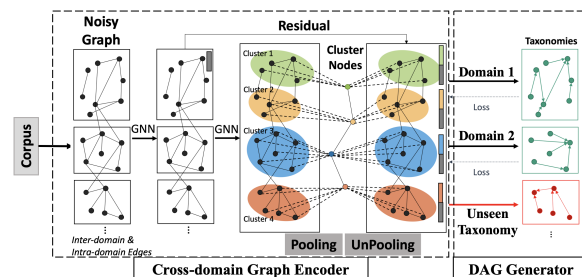 Noisy
Graph
Residual
Cluster
Nodes
Taxonomies
Cluster 1
Cluster 2
Cluster 3
Cluster 4
Corpus
GNN
GNN
Domain 1
Loss
Domain 2
Loss
Unseen
Taxonomy
Inter-domain &
Intra-domain Edges
Pooling
UnPooling
Cross-domain Graph Encoder
DAG Generator